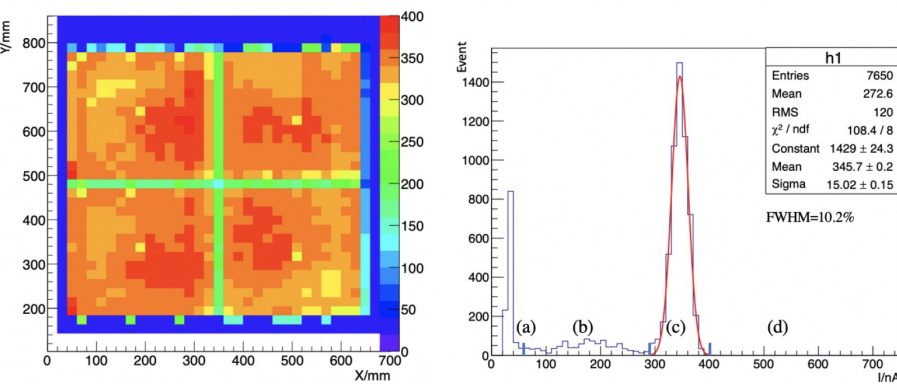 Y/mm
800
700
600
500
400
300
200
0 100 200 300 400 500 600 700
X/mm
400
350
300
250
200
150
100
50
0
Event
1400
1200
1000
800
600
400
200
0
0 100 200 300 400 500 600 700
I/nA
(a) (b) (c) (d)
h1
Entries 7650
Mean 272.6
RMS 120
χ² / ndf 108.4 / 8
Constant 1429 ± 24.3
Mean 345.7 ± 0.2
Sigma 15.02 ± 0.15
FWHM=10.2%